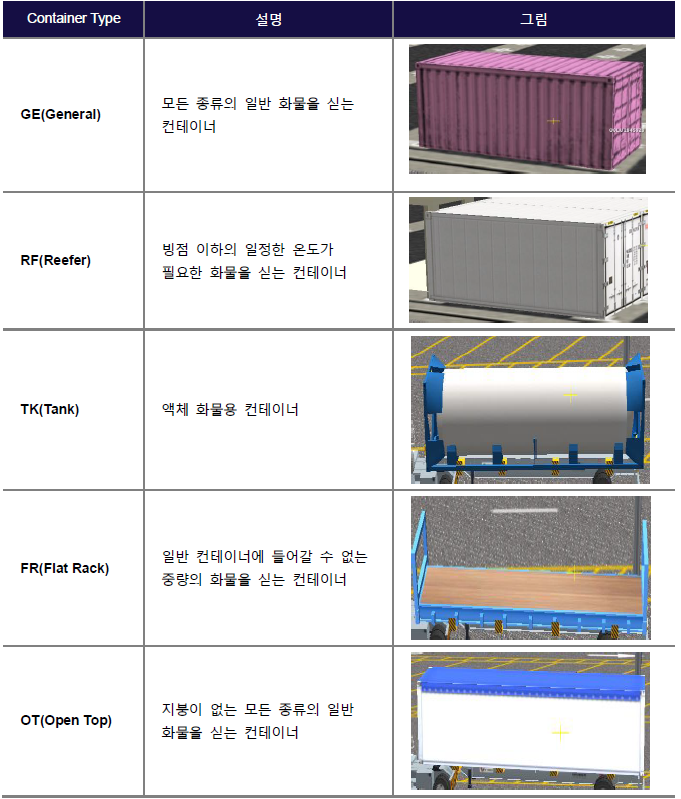 Container Type 설명 그림
GE(General)
모든 종류의 일반 화물을 싣는
컨테이너
RF(Reefer)
빙점 이하의 일정한 온도가
필요한 화물을 싣는 컨테이너
TK(Tank)
액체 화물용 컨테이너
FR(Flat Rack)
일반 컨테이너에 들어갈 수 없는
중량의 화물을 싣는 컨테이너
OT(Open Top)
지붕이 없는 모든 종류의 일반
화물을 싣는 컨테이너